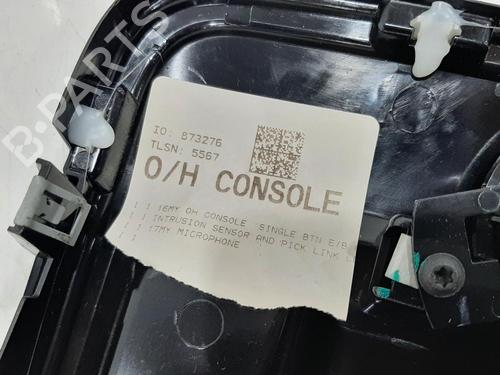 B-PARTS
IO: 873276
TLSN: 5567
O/H CONSOLE
[ ] 16MY OH CONSOLE SINGLE BTN E/B
[ ] INTRUSION SENSOR AND PICK LINK
[ ] 17MY MICROPHONE